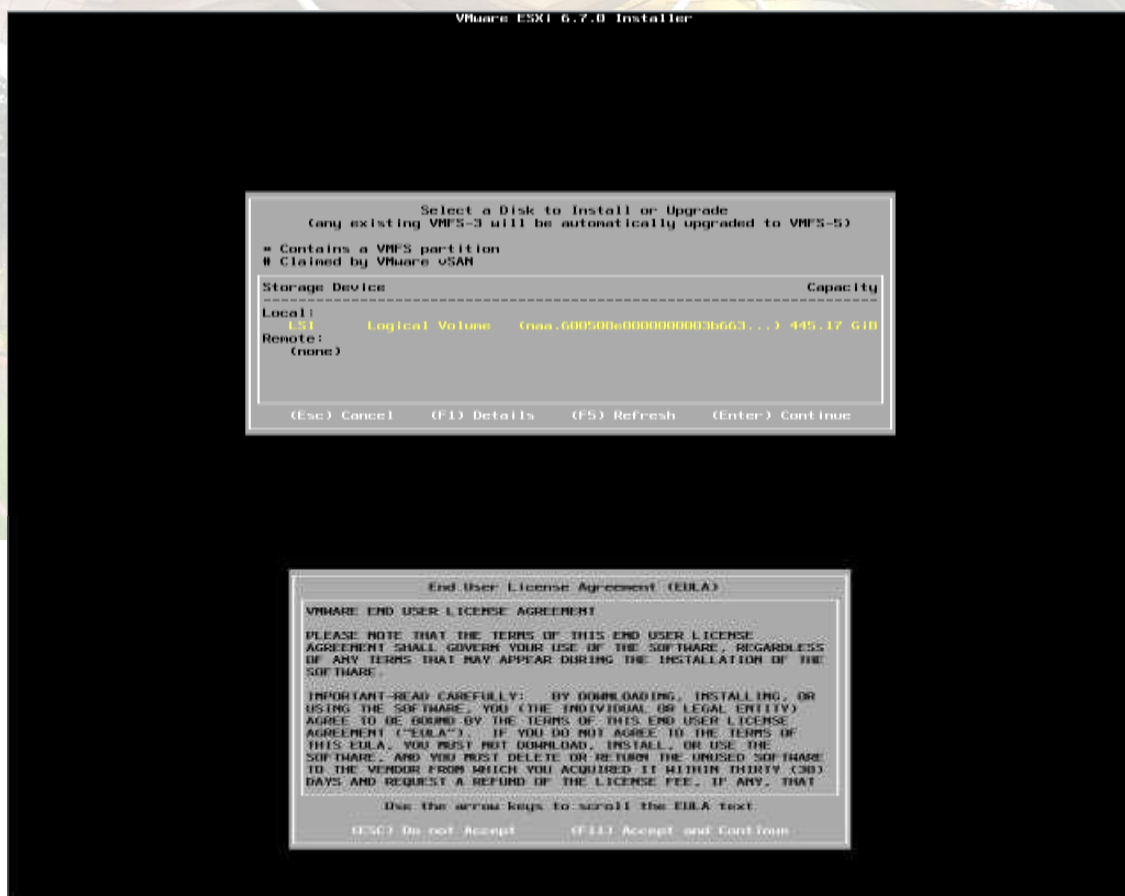 VMware ESXi 6.7.0 Installer
Select a Disk to Install or Upgrade
(any existing VMFS-3 will be automatically upgraded to VMFS-5)
* Contains a VMFS partition
# Claimed by VMware vSAN
Storage Device Capacity
Local:
LSI Logical Volume (naa.600508e0000000003b663...) 445.17 GiB
Remote:
(none)
(Esc) Cancel (F1) Details (F5) Refresh (Enter) Continue
End User License Agreement (EULA)
VMWARE END USER LICENSE AGREEMENT
PLEASE NOTE THAT THE TERMS OF THIS END USER LICENSE
AGREEMENT SHALL GOVERN YOUR USE OF THE SOFTWARE, REGARDLESS
OF ANY TERMS THAT MAY APPEAR DURING THE INSTALLATION OF THE
SOFTWARE.
IMPORTANT-READ CAREFULLY: BY DOWNLOADING, INSTALLING, OR
USING THE SOFTWARE, YOU (THE INDIVIDUAL OR LEGAL ENTITY)
AGREE TO BE BOUND BY THE TERMS OF THIS END USER LICENSE
AGREEMENT ("EULA"). IF YOU DO NOT AGREE TO THE TERMS OF
THIS EULA, YOU MUST NOT DOWNLOAD, INSTALL, OR USE THE
SOFTWARE, AND YOU MUST DELETE OR RETURN THE UNUSED SOFTWARE
TO THE VENDOR FROM WHICH YOU ACQUIRED IT WITHIN THIRTY (30)
DAYS AND REQUEST A REFUND OF THE LICENSE FEE, IF ANY, THAT
Use the arrow keys to scroll the EULA text
(ESC) Do not Accept (F11) Accept and Continue